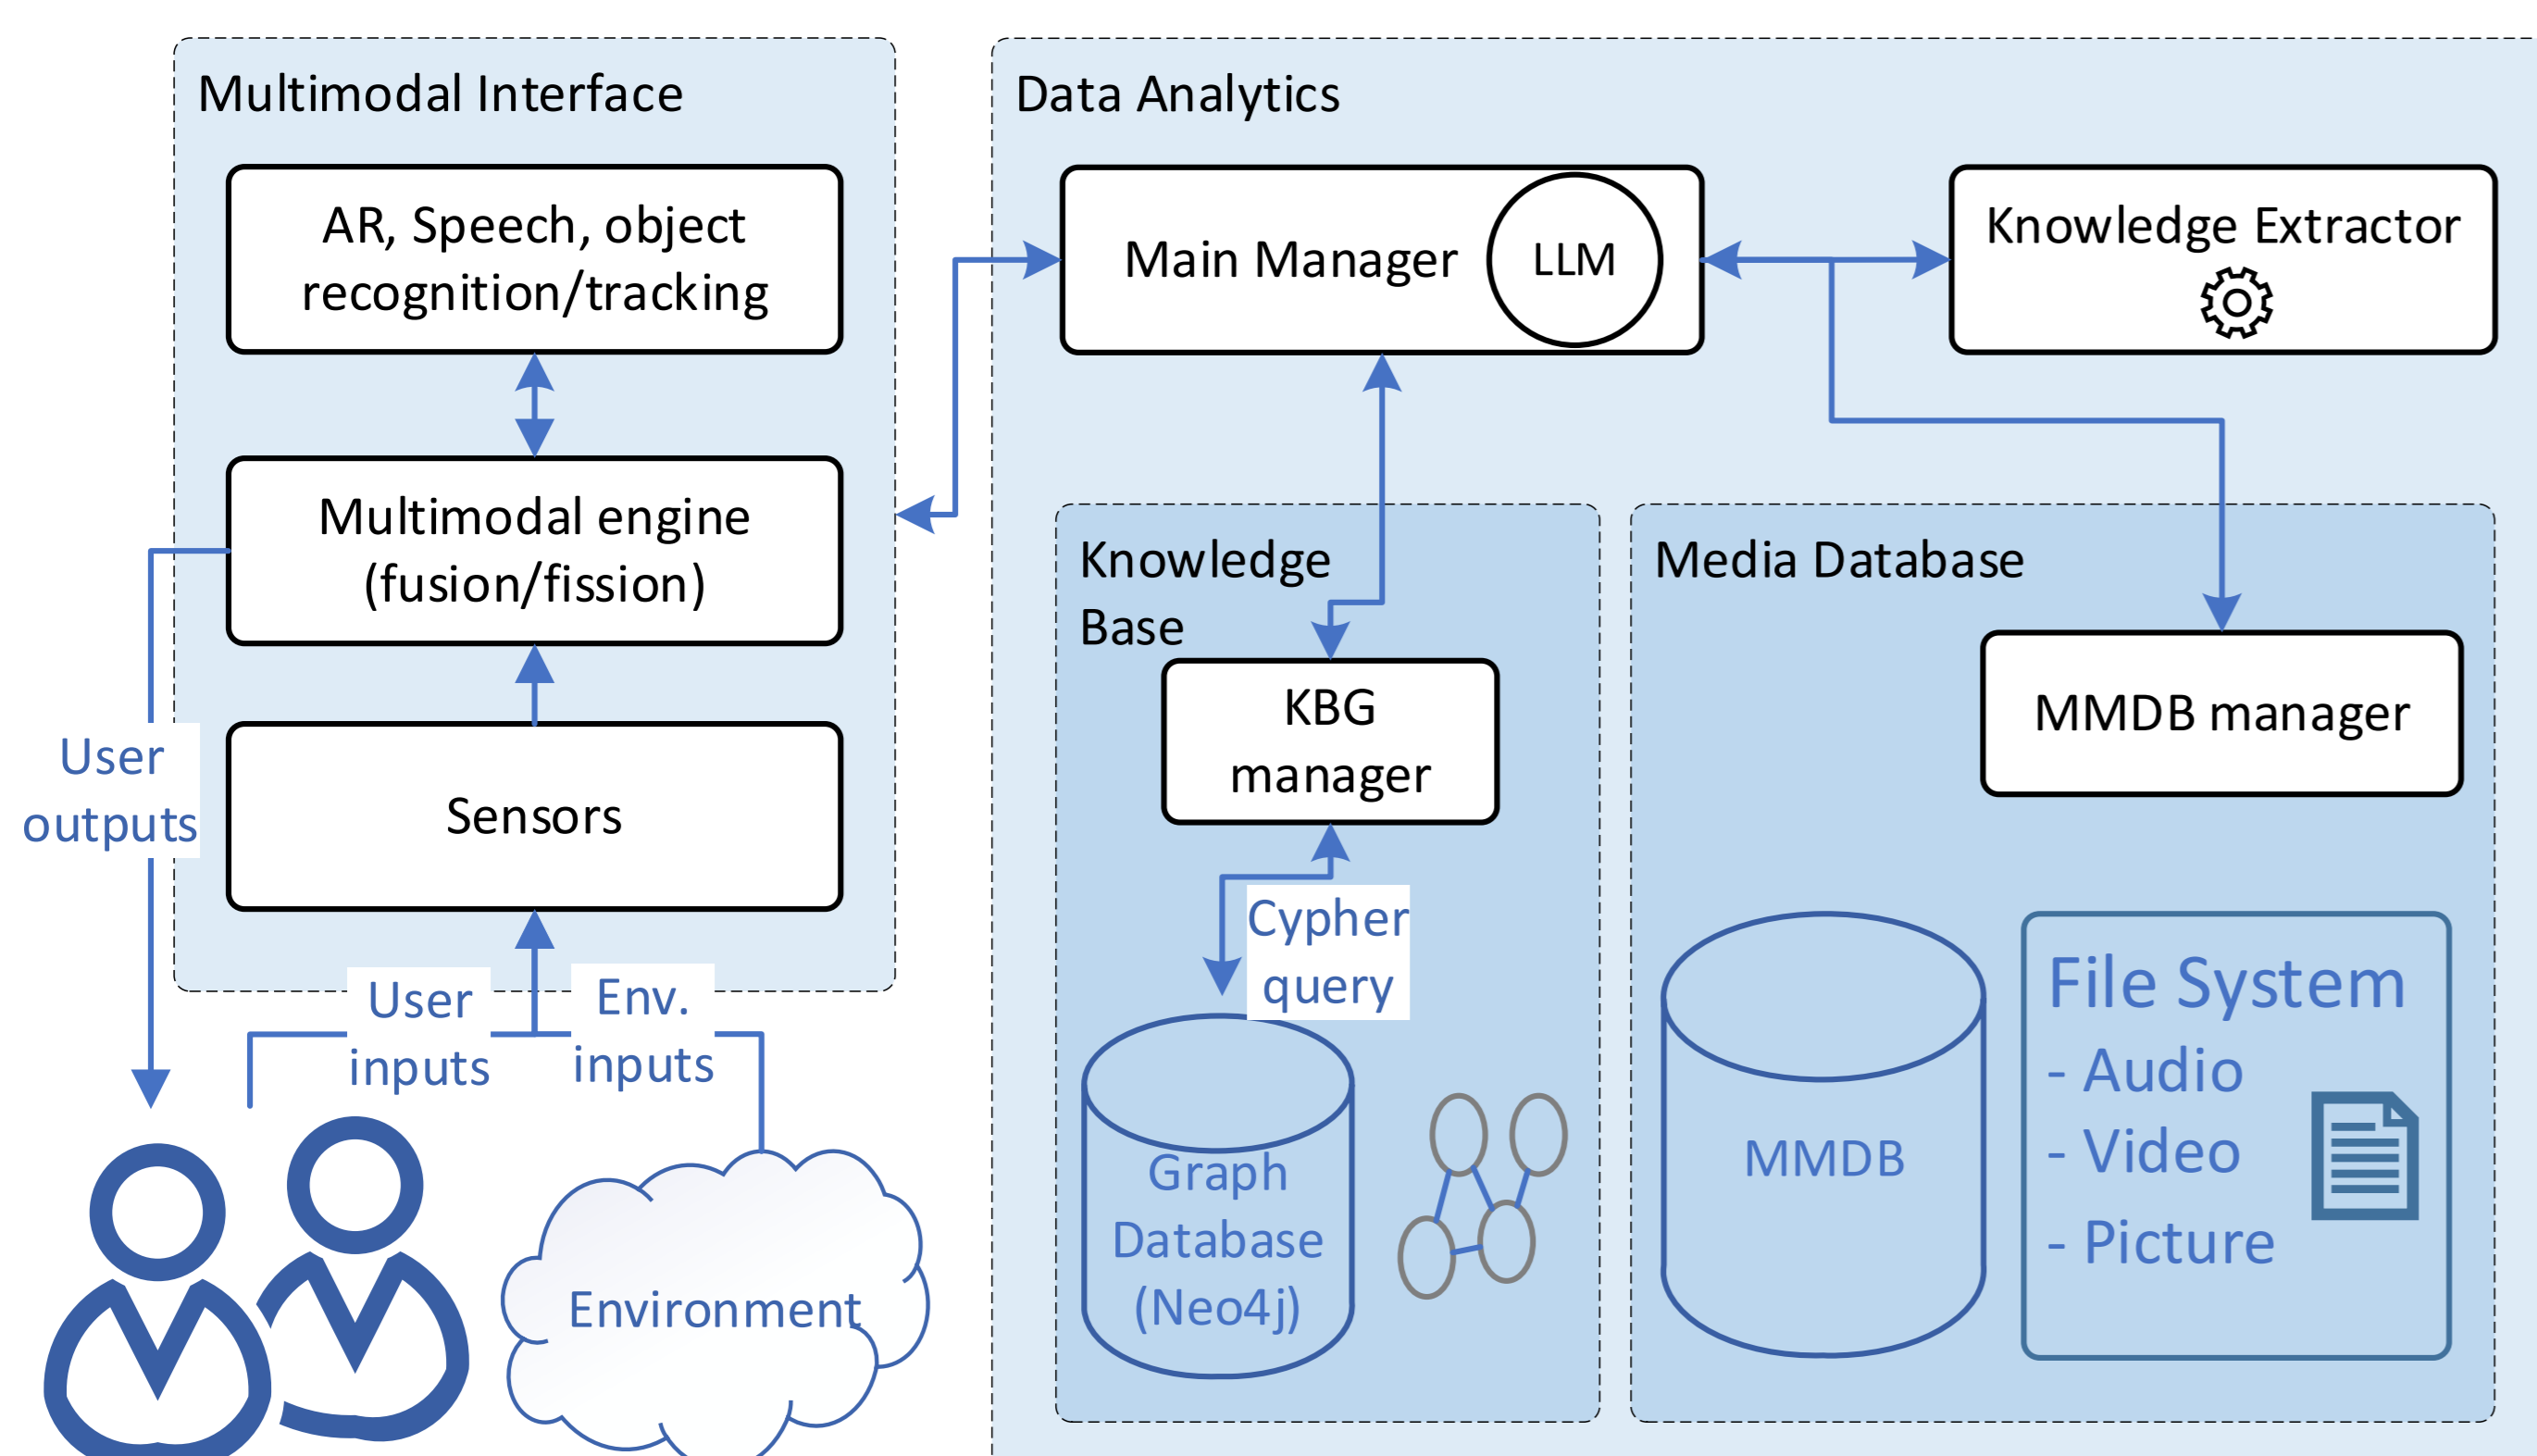 Multimodal Interface
AR, Speech, object
recognition/tracking
Multimodal engine
(fusion/fission)
Sensors
User
outputs
User
inputs
Env.
inputs
Environment
Data Analytics
Main Manager
LLM
Knowledge Extractor
Knowledge
Base
KBG
manager
Cypher
query
Graph
Database
(Neo4j)
Media Database
MMDB manager
MMDB
File System
- Audio
- Video
- Picture